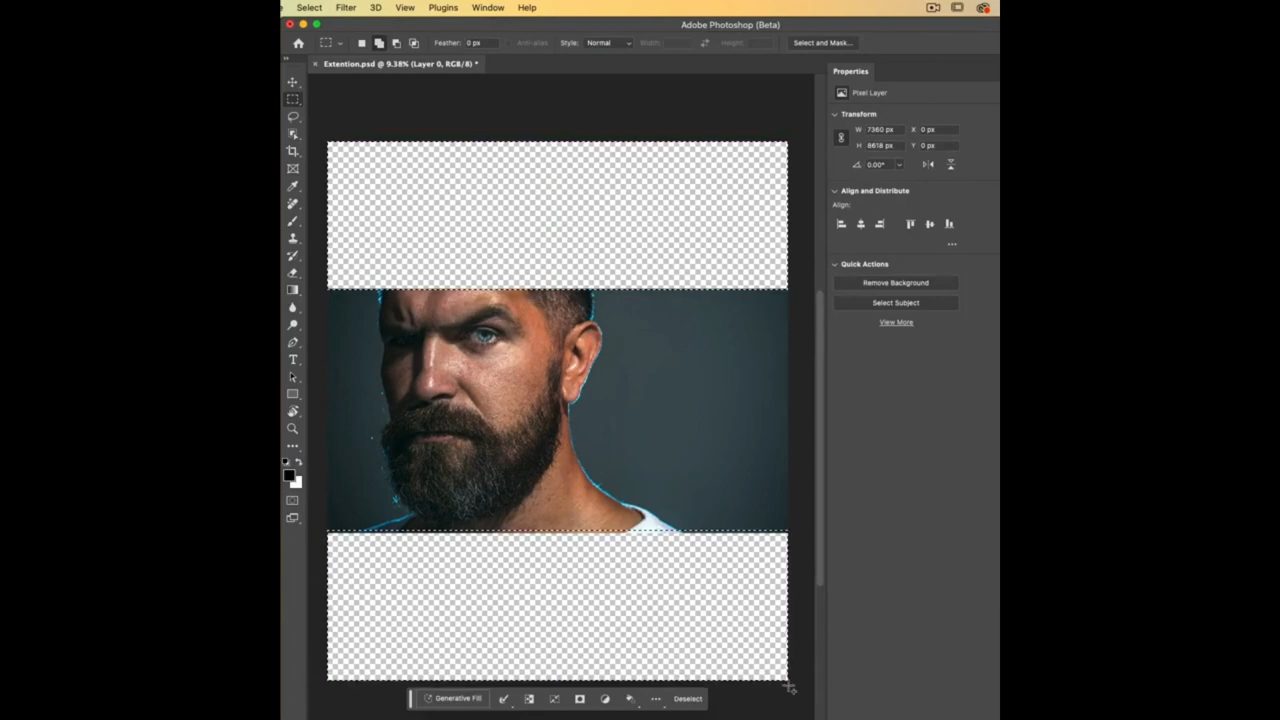 Select Filter 3D View Plugins Window Help
Adobe Photoshop (Beta)
Feather: 0 px Anti-alias Style: Normal Width: Height: Select and Mask...
Extention.psd @ 9.38% (Layer 0, RGB/8) *
Properties
Pixel Layer
Transform
W 7360 px X 0 px
H 8618 px Y 0 px
0.00°
Align and Distribute
Align:
Quick Actions
Remove Background
Select Subject
View More
Generative Fill Deselect